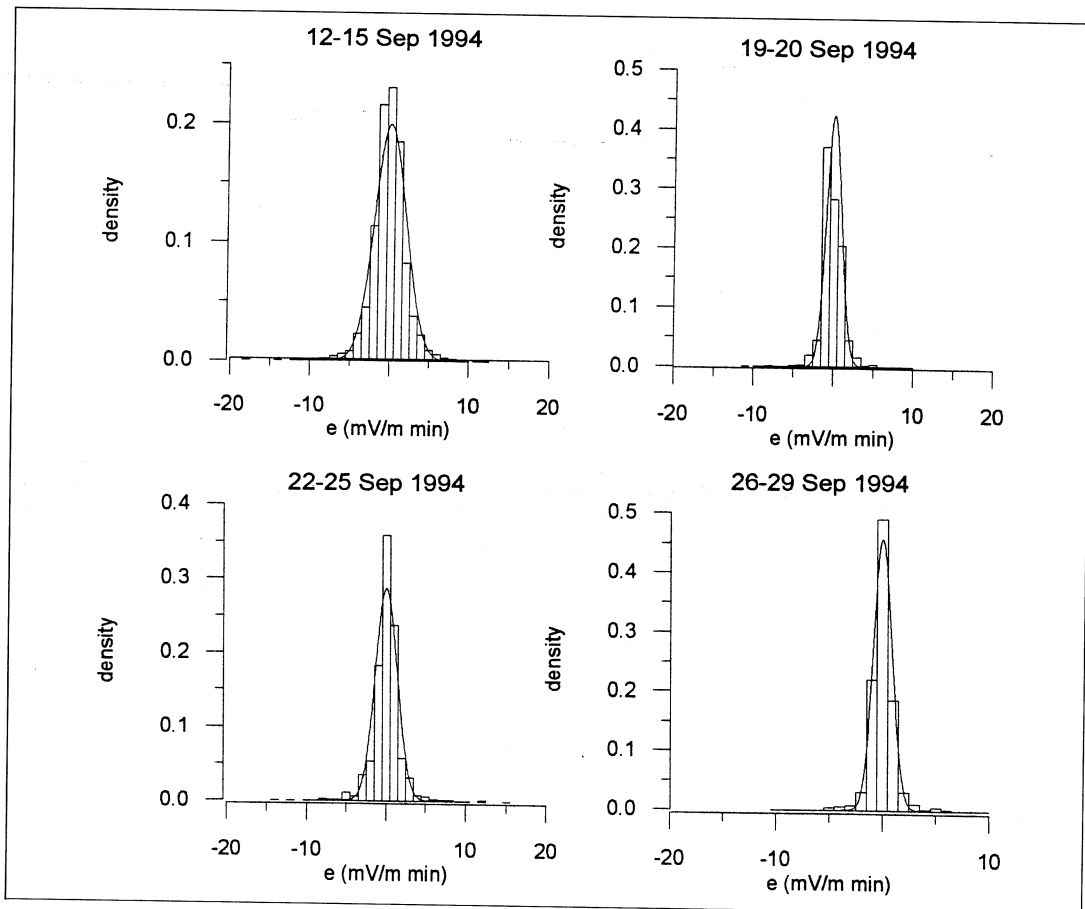 12-15 Sep 1994
0.2
0.1
0.0
density
-20 -10 10 20
e (mV/m min)
19-20 Sep 1994
0.5
0.4
0.3
0.2
0.1
0.0
density
-20 10 20
e (mV/m min)
22-25 Sep 1994
0.4
0.3
0.2
0.1
0.0
density
-20 -10 10 20
e (mV/m min)
26-29 Sep 1994
0.5
0.4
0.3
0.2
0.1
0.0
density
-20 -10 10
e (mV/m min)